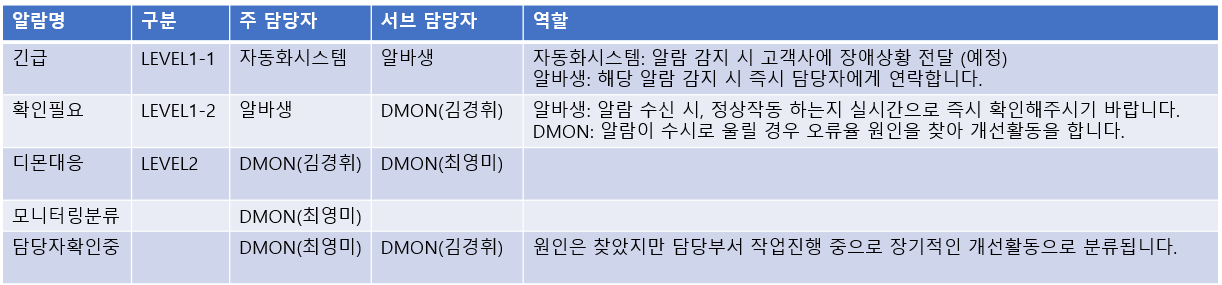 알람명 구분 주 담당자 서브 담당자 역할
긴급 LEVEL1-1 자동화시스템 알바생 자동화시스템: 알람 감지 시 고객사에 장애상황 전달 (예정)
알바생: 해당 알람 감지 시 즉시 담당자에게 연락합니다.
확인필요 LEVEL1-2 알바생 DMON(김경휘) 알바생: 알람 수신 시, 정상작동 하는지 실시간으로 즉시 확인해주시기 바랍니다.
DMON: 알람이 수시로 울릴 경우 오류율 원인을 찾아 개선활동을 합니다.
디몬대응 LEVEL2 DMON(김경휘) DMON(최영미)
모니터링분류 DMON(최영미)
담당자확인중 DMON(최영미) DMON(김경휘) 원인은 찾았지만 담당부서 작업진행 중으로 장기적인 개선활동으로 분류됩니다.